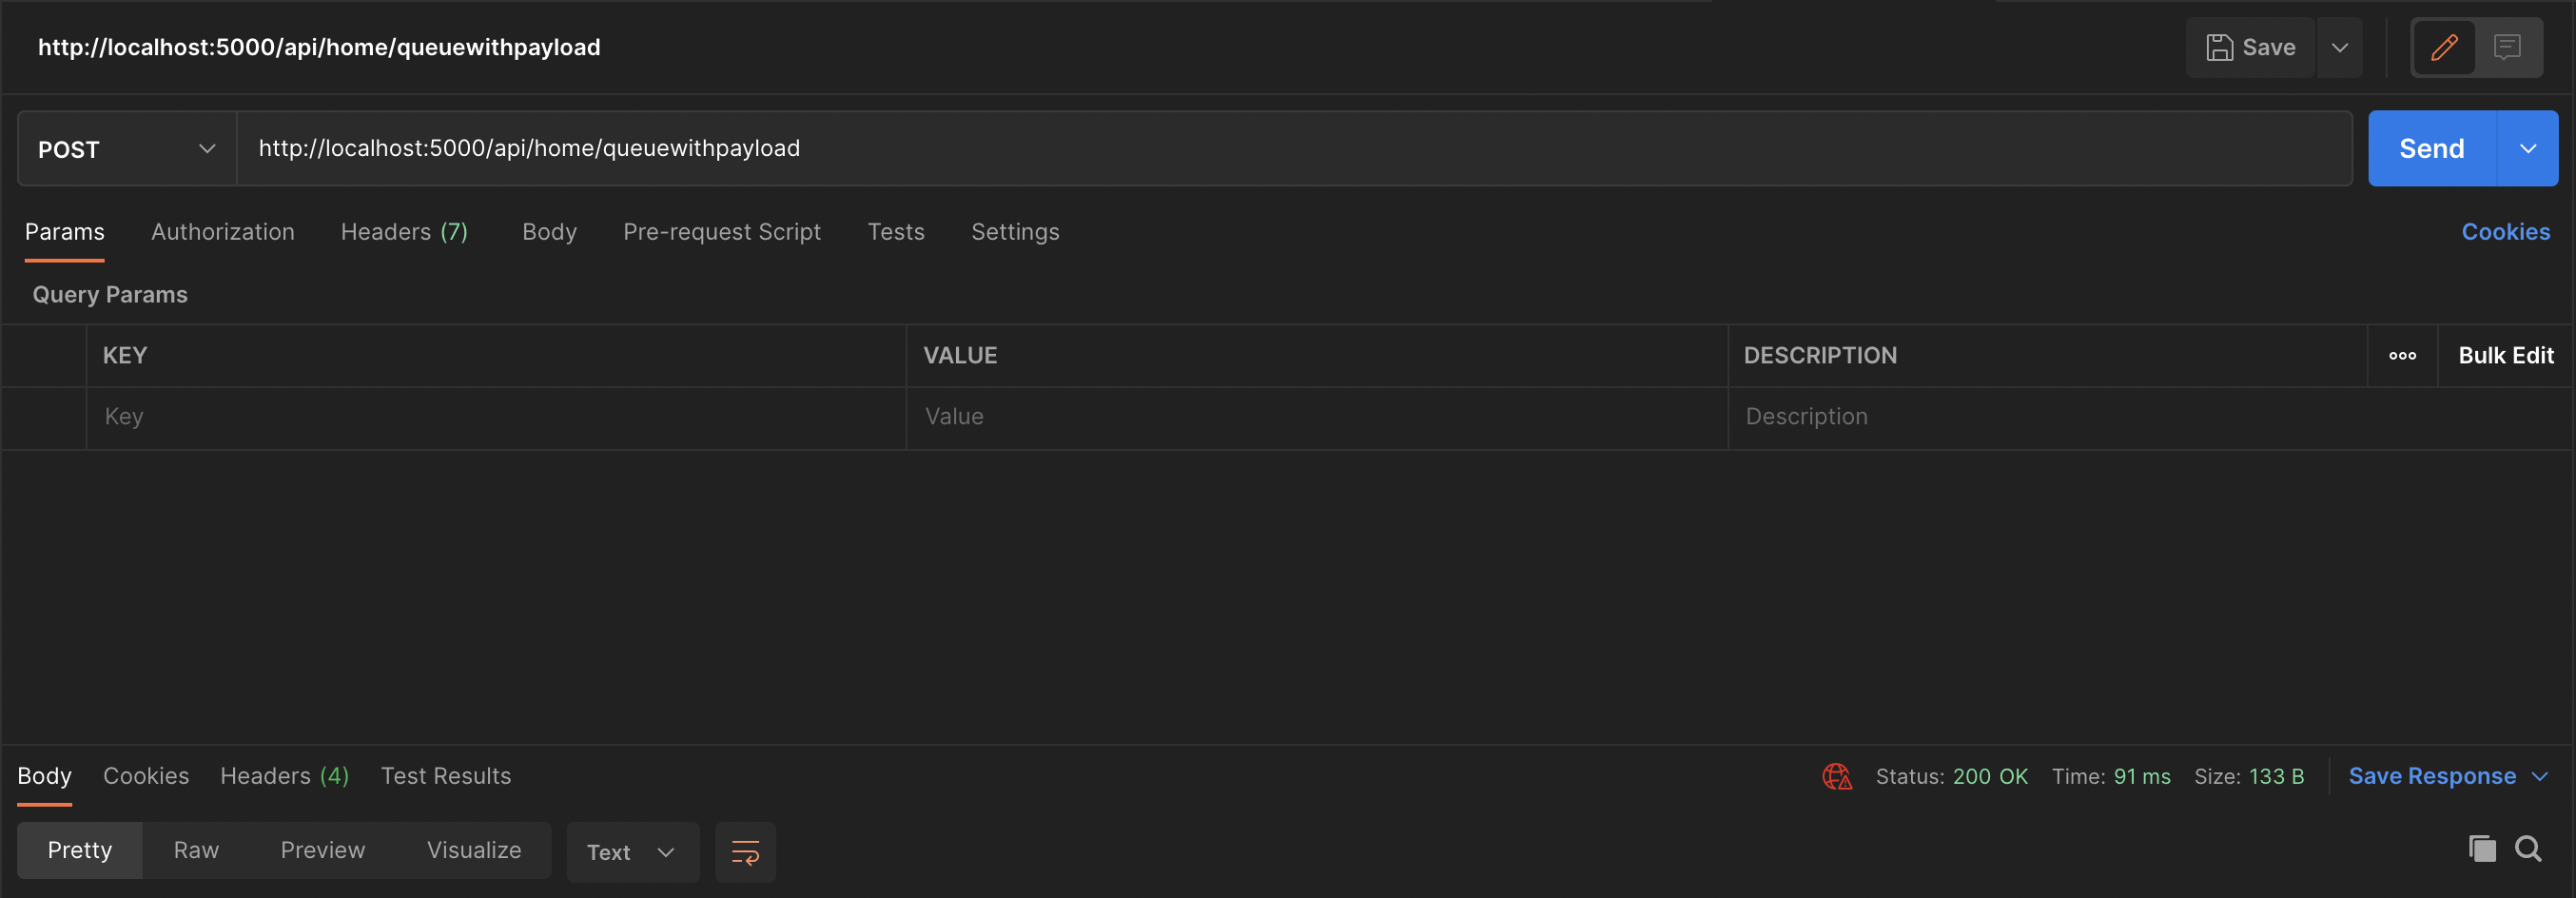 http://localhost:5000/api/home/queuewithpayload
Save
POST
http://localhost:5000/api/home/queuewithpayload
Send
Params Authorization Headers (7) Body Pre-request Script Tests Settings Cookies
Query Params
KEY VALUE DESCRIPTION ooo Bulk Edit
Key Value Description
Body Cookies Headers (4) Test Results Status: 200 OK Time: 91 ms Size: 133 B Save Response
Pretty Raw Preview Visualize Text